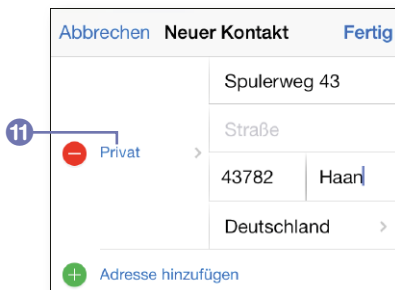 Abbrechen Neuer Kontakt Fertig
Spulerweg 43
Straße
11 Privat
43782 Haan
Deutschland
Adresse hinzufügen